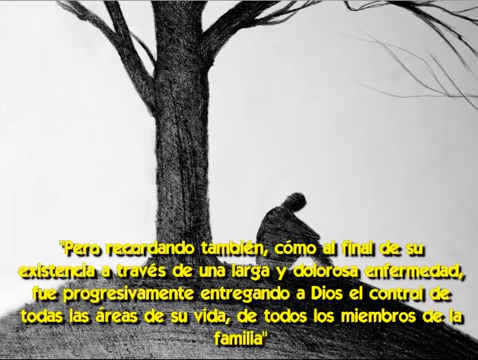 "Pero recordando también, cómo al final de su
existencia a través de una larga y dolorosa enfermedad,
fue progresivamente entregando a Dios el control de
todas las áreas de su vida, de todos los miembros de la
familia"